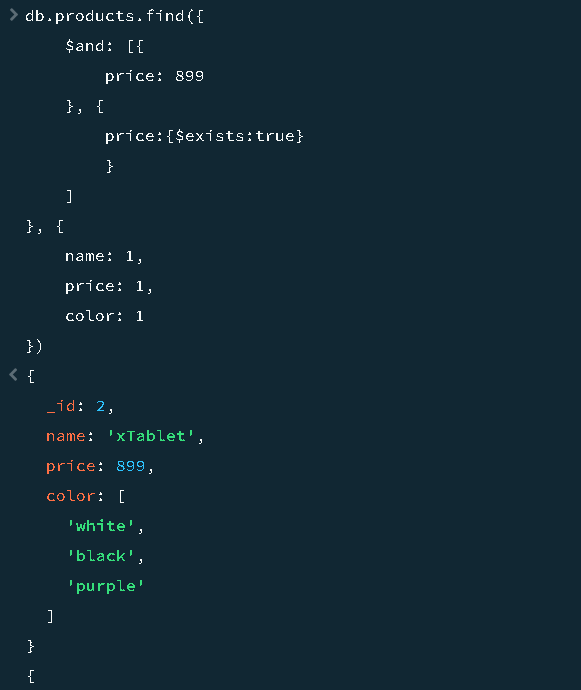 > db.products.find({
$and: [{
price: 899
}, {
price:{$exists:true}
}
]
}, {
name: 1,
price: 1,
color: 1
})
< {
_id: 2,
name: 'xTablet',
price: 899,
color: [
'white',
'black',
'purple'
]
}
{